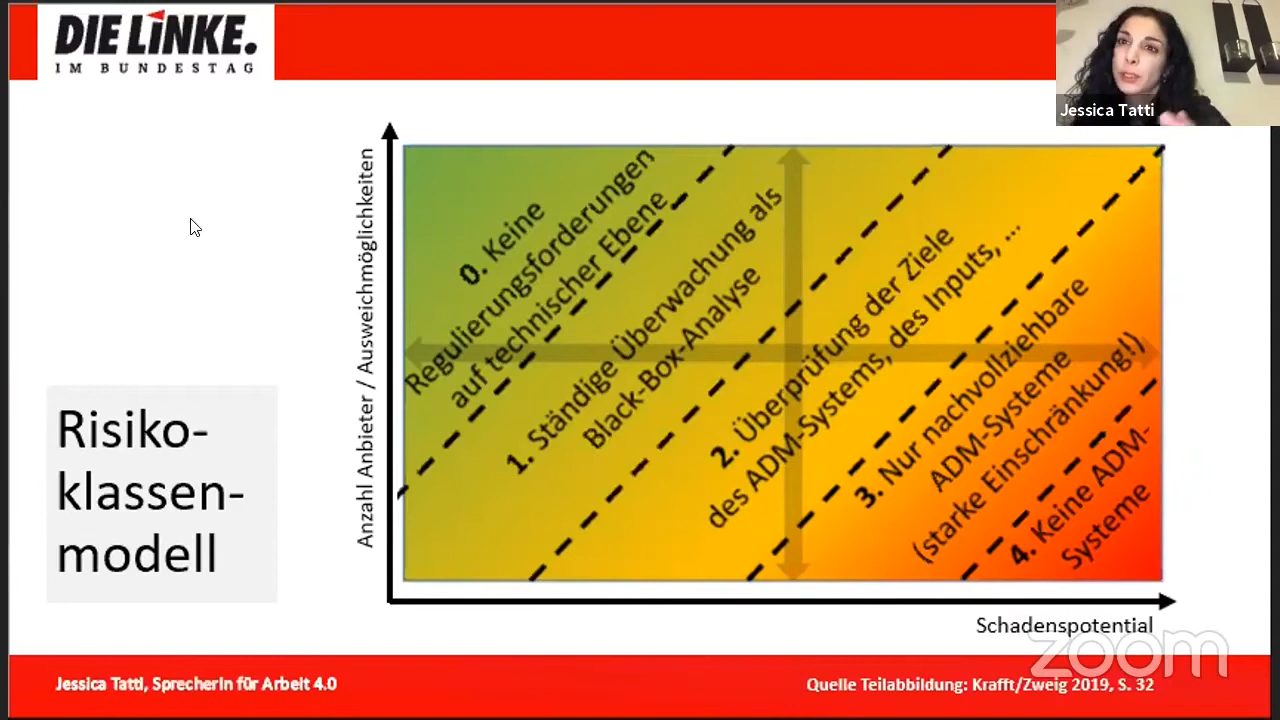 DIE LINKE.
IM BUNDESTAG
Jessica Tatti
Anzahl Anbieter / Ausweichmöglichkeiten
0. Keine
Regulierungsforderungen
auf technischer Ebene
1. Ständige Überwachung als
Black-Box-Analyse
2. Überprüfung der Ziele
des ADM-Systems, des Inputs, ...
3. Nur nachvollziehbare
ADM-Systeme
(starke Einschränkung!)
4. Keine ADM-
Systeme
Risiko-
klassen-
modell
Schadenspotential
zoom
Jessica Tatti, Sprecherin für Arbeit 4.0
Quelle Teilabbildung: Krafft/Zweig 2019, S. 32